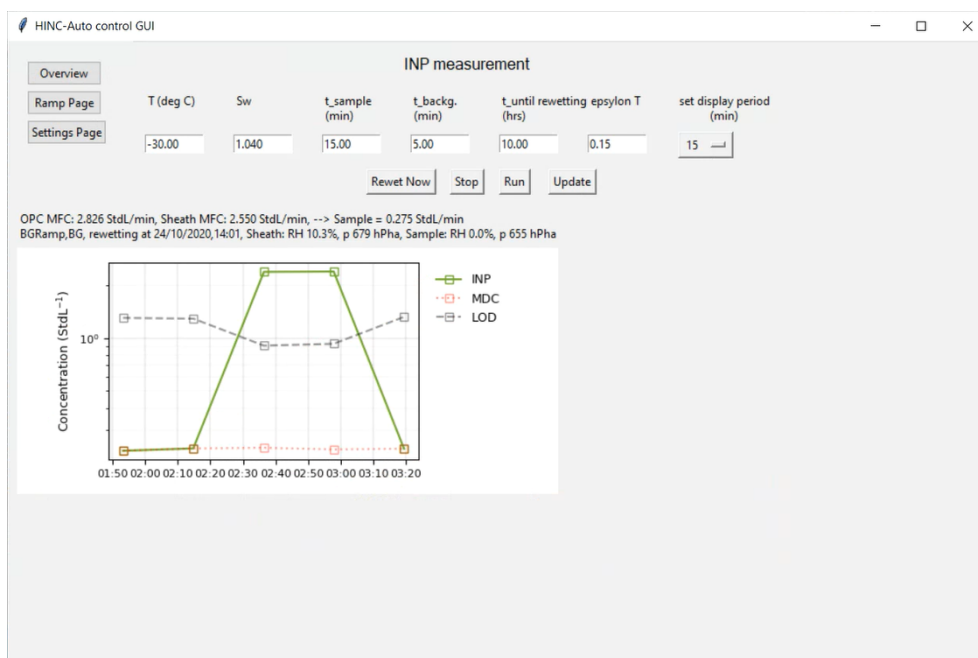 HINC-Auto control GUI
INP measurement
Overview
Ramp Page
Settings Page
T (deg C)
Sw
t_sample
(min)
t_backg.
(min)
t_until rewetting
(hrs)
epsylon T
set display period
(min)
-30.00
1.040
15.00
5.00
10.00
0.15
15
Rewet Now Stop Run Update
OPC MFC: 2.826 StdL/min, Sheath MFC: 2.550 StdL/min, --> Sample = 0.275 StdL/min
BGRamp,BG, rewetting at 24/10/2020,14:01, Sheath: RH 10.3%, p 679 hPa, Sample: RH 0.0%, p 655 hPa
Concentration (StdL⁻¹)
10⁰
INP
MDC
LOD
01:50 02:00 02:10 02:20 02:30 02:40 02:50 03:00 03:10 03:20